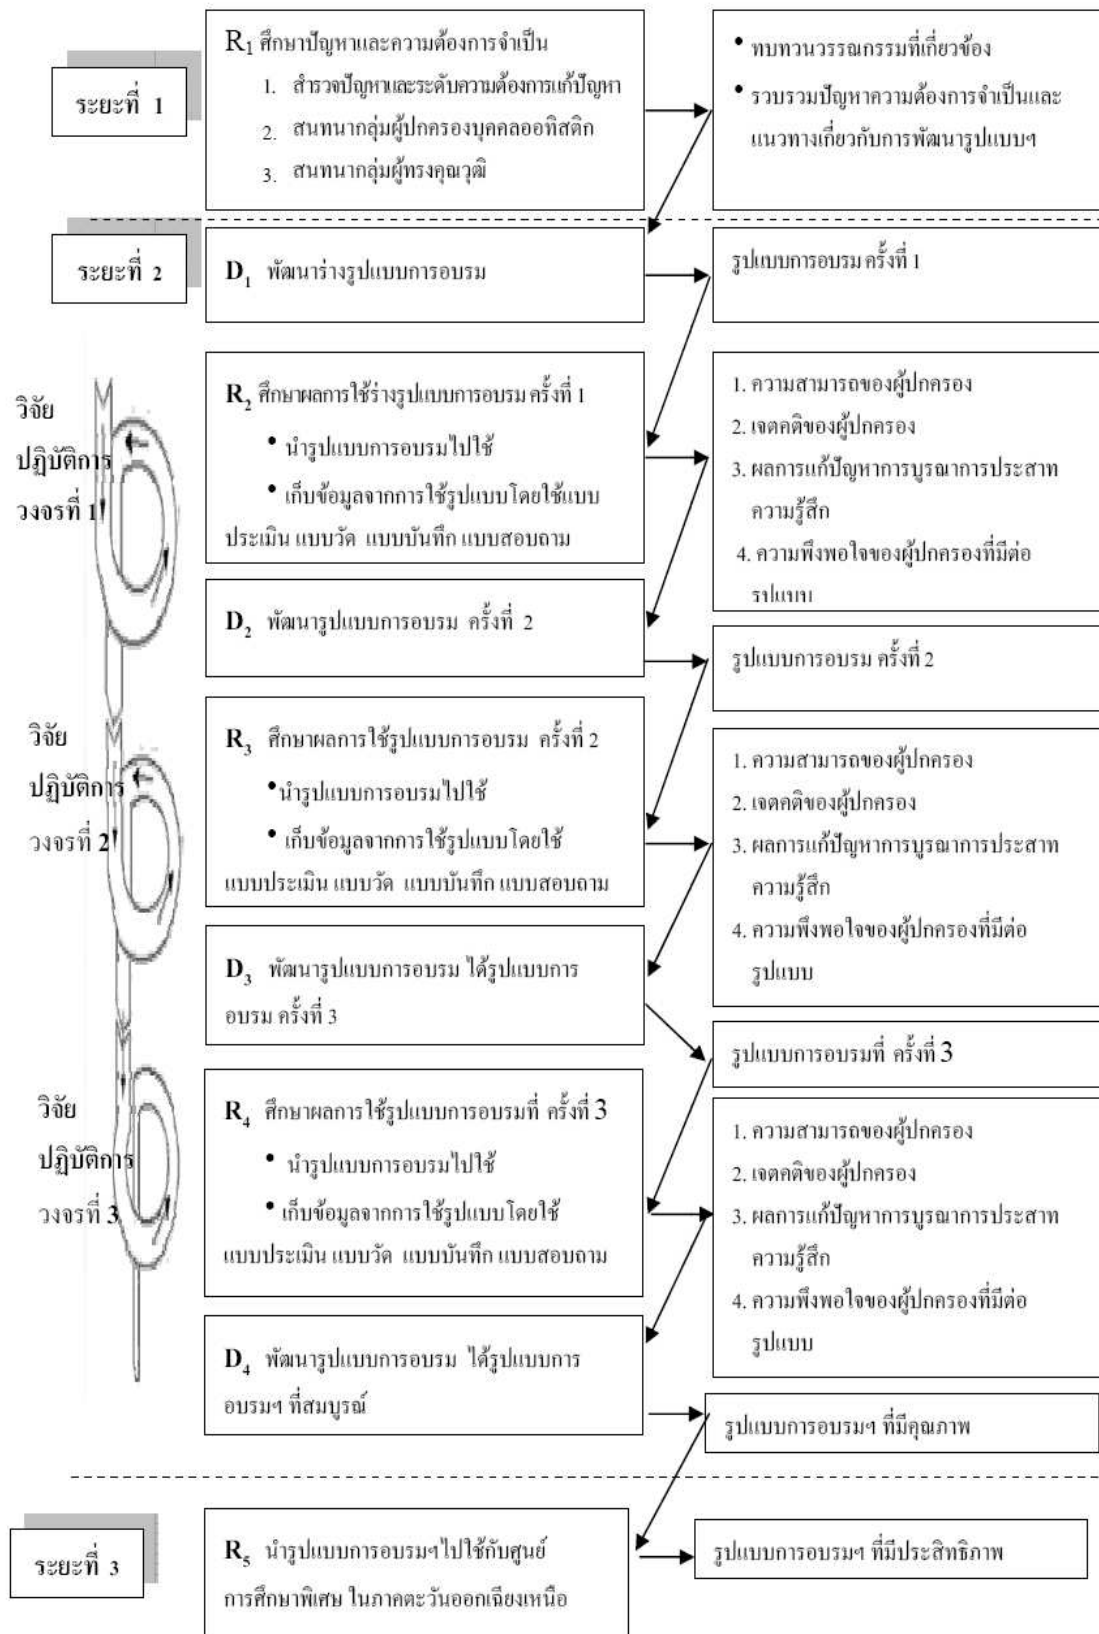 ระยะที่ 1
R1 ศึกษาปัญหาและความต้องการจำเป็น
1. สำรวจปัญหาและระดับความต้องการแก้ปัญหา
2. สนทนากลุ่มผู้ปกครองบุคคลออทิสติก
3. สนทนากลุ่มผู้ทรงคุณวุฒิ
• ทบทวนวรรณกรรมที่เกี่ยวข้อง
• รวบรวมปัญหาความต้องการจำเป็นและ
แนวทางเกี่ยวกับการพัฒนารูปแบบฯ
ระยะที่ 2
D1 พัฒนาร่างรูปแบบการอบรม
รูปแบบการอบรม ครั้งที่ 1
วิจัย
ปฏิบัติการ
วงจรที่ 1
R2 ศึกษาผลการใช้ร่างรูปแบบการอบรม ครั้งที่ 1
• นำรูปแบบการอบรมไปใช้
• เก็บข้อมูลจากการใช้รูปแบบโดยใช้แบบ
ประเมิน แบบวัด แบบบันทึก แบบสอบถาม
1. ความสามารถของผู้ปกครอง
2. เจตคติของผู้ปกครอง
3. ผลการแก้ปัญหาการบูรณาการประสาท
ความรู้สึก
4. ความพึงพอใจของผู้ปกครองที่มีต่อ
รูปแบบ
D2 พัฒนารูปแบบการอบรม ครั้งที่ 2
รูปแบบการอบรม ครั้งที่ 2
วิจัย
ปฏิบัติการ
วงจรที่ 2
R3 ศึกษาผลการใช้รูปแบบการอบรม ครั้งที่ 2
•นำรูปแบบการอบรมไปใช้
• เก็บข้อมูลจากการใช้รูปแบบโดยใช้
แบบประเมิน แบบวัด แบบบันทึก แบบสอบถาม
1. ความสามารถของผู้ปกครอง
2. เจตคติของผู้ปกครอง
3. ผลการแก้ปัญหาการบูรณาการประสาท
ความรู้สึก
4. ความพึงพอใจของผู้ปกครองที่มีต่อ
รูปแบบ
D3 พัฒนารูปแบบการอบรม ได้รูปแบบการ
อบรม ครั้งที่ 3
รูปแบบการอบรมที่ ครั้งที่ 3
วิจัย
ปฏิบัติการ
วงจรที่ 3
R4 ศึกษาผลการใช้รูปแบบการอบรมที่ ครั้งที่ 3
• นำรูปแบบการอบรมไปใช้
• เก็บข้อมูลจากการใช้รูปแบบโดยใช้
แบบประเมิน แบบวัด แบบบันทึก แบบสอบถาม
1. ความสามารถของผู้ปกครอง
2. เจตคติของผู้ปกครอง
3. ผลการแก้ปัญหาการบูรณาการประสาท
ความรู้สึก
4. ความพึงพอใจของผู้ปกครองที่มีต่อ
รูปแบบ
D4 พัฒนารูปแบบการอบรม ได้รูปแบบการ
อบรมฯ ที่สมบูรณ์
รูปแบบการอบรมฯ ที่มีคุณภาพ
ระยะที่ 3
R5 นำรูปแบบการอบรมฯไปใช้กับศูนย์
การศึกษาพิเศษ ในภาคตะวันออกเฉียงเหนือ
รูปแบบการอบรมฯ ที่มีประสิทธิภาพ